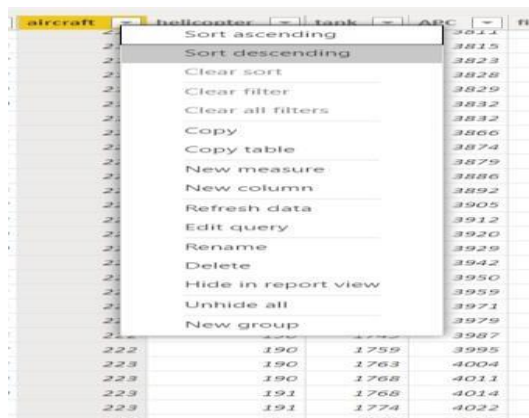 aircraft helicopter tank APC
Sort ascending 3811
Sort descending 3815
3823
Clear sort 3828
Clear filter 3829
3832
Clear all filters 3832
Copy 3866
Copy table 3874
3879
New measure 3886
New column 3892
Refresh data 3905
3912
Edit query 3920
Rename 3929
Delete 3942
Hide in report view 3950
3959
Unhide all 3971
New group 3979
222 190 3987
222 190 1759 3995
223 190 1763 4004
223 190 1768 4011
223 191 1768 4014
223 191 1774 4022